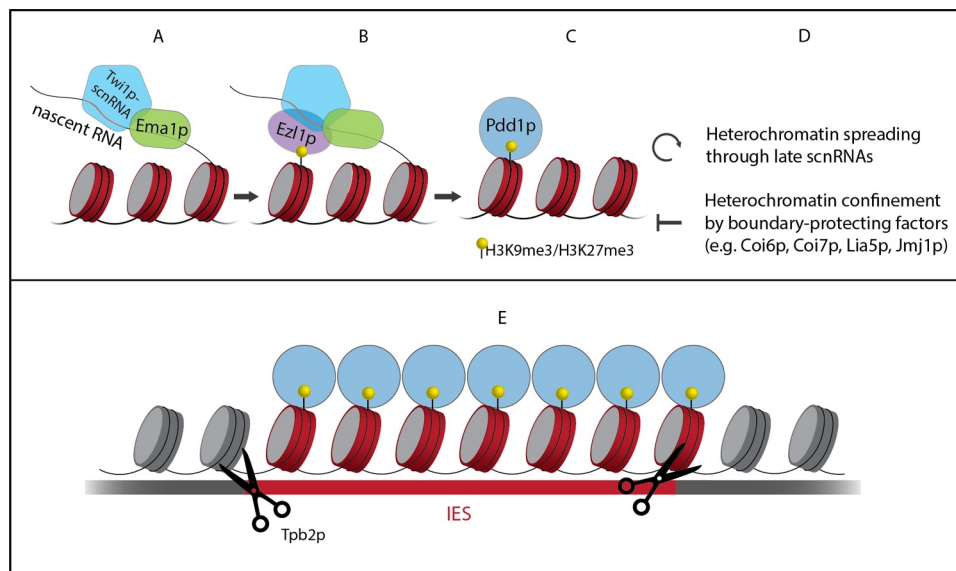 A
B
C
D
Twi1p-
scnRNA
nascent RNA
Ema1p
Ezl1p
Pdd1p
H3K9me3/H3K27me3
Heterochromatin spreading
through late scnRNAs
Heterochromatin confinement
by boundary-protecting factors
(e.g. Coi6p, Coi7p, Lia5p, Jmj1p)
E
IES
Tpb2p